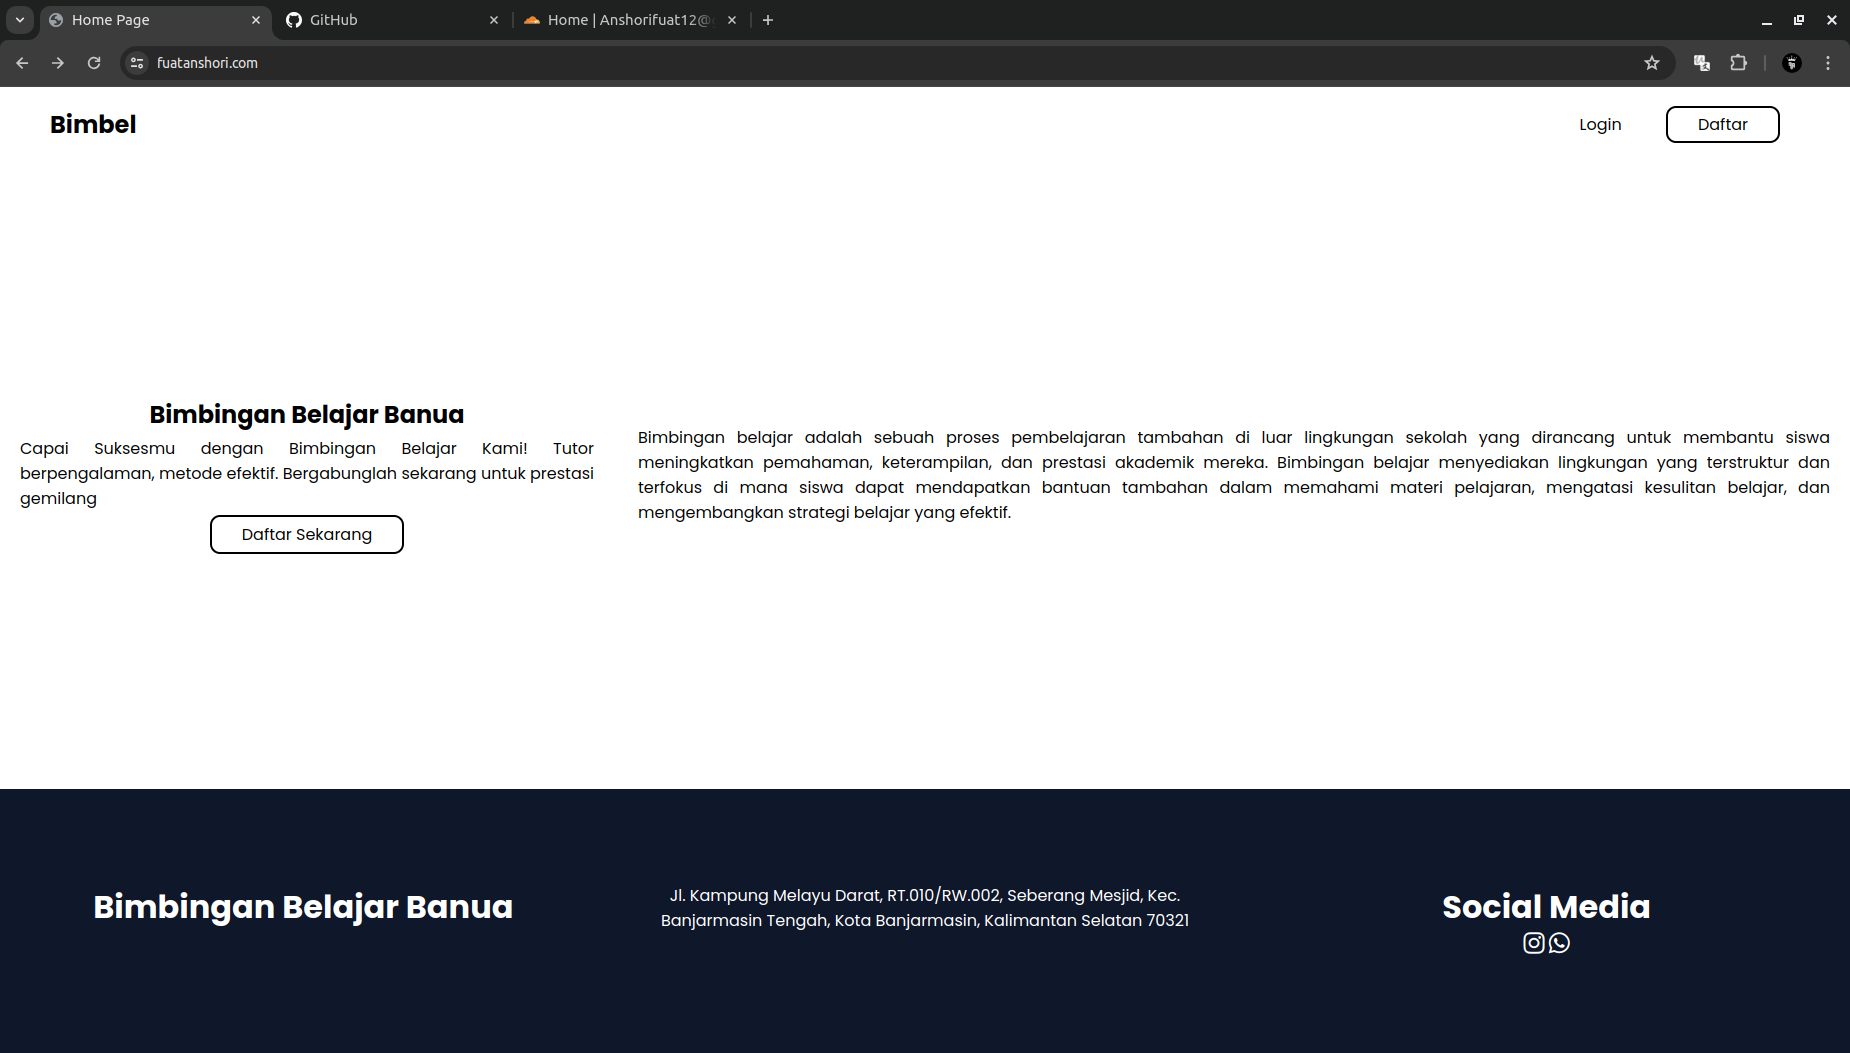 Home Page
GitHub
Home | Anshorifuat12@
fuatanshori.com
Bimbel
Login
Daftar
Bimbingan Belajar Banua
Capai Suksesmu dengan Bimbingan Belajar Kami! Tutor
berpengalaman, metode efektif. Bergabunglah sekarang untuk prestasi
gemilang
Daftar Sekarang
Bimbingan belajar adalah sebuah proses pembelajaran tambahan di luar lingkungan sekolah yang dirancang untuk membantu siswa
meningkatkan pemahaman, keterampilan, dan prestasi akademik mereka. Bimbingan belajar menyediakan lingkungan yang terstruktur dan
terfokus di mana siswa dapat mendapatkan bantuan tambahan dalam memahami materi pelajaran, mengatasi kesulitan belajar, dan
mengembangkan strategi belajar yang efektif.
Bimbingan Belajar Banua
Jl. Kampung Melayu Darat, RT.010/RW.002, Seberang Mesjid, Kec.
Banjarmasin Tengah, Kota Banjarmasin, Kalimantan Selatan 70321
Social Media